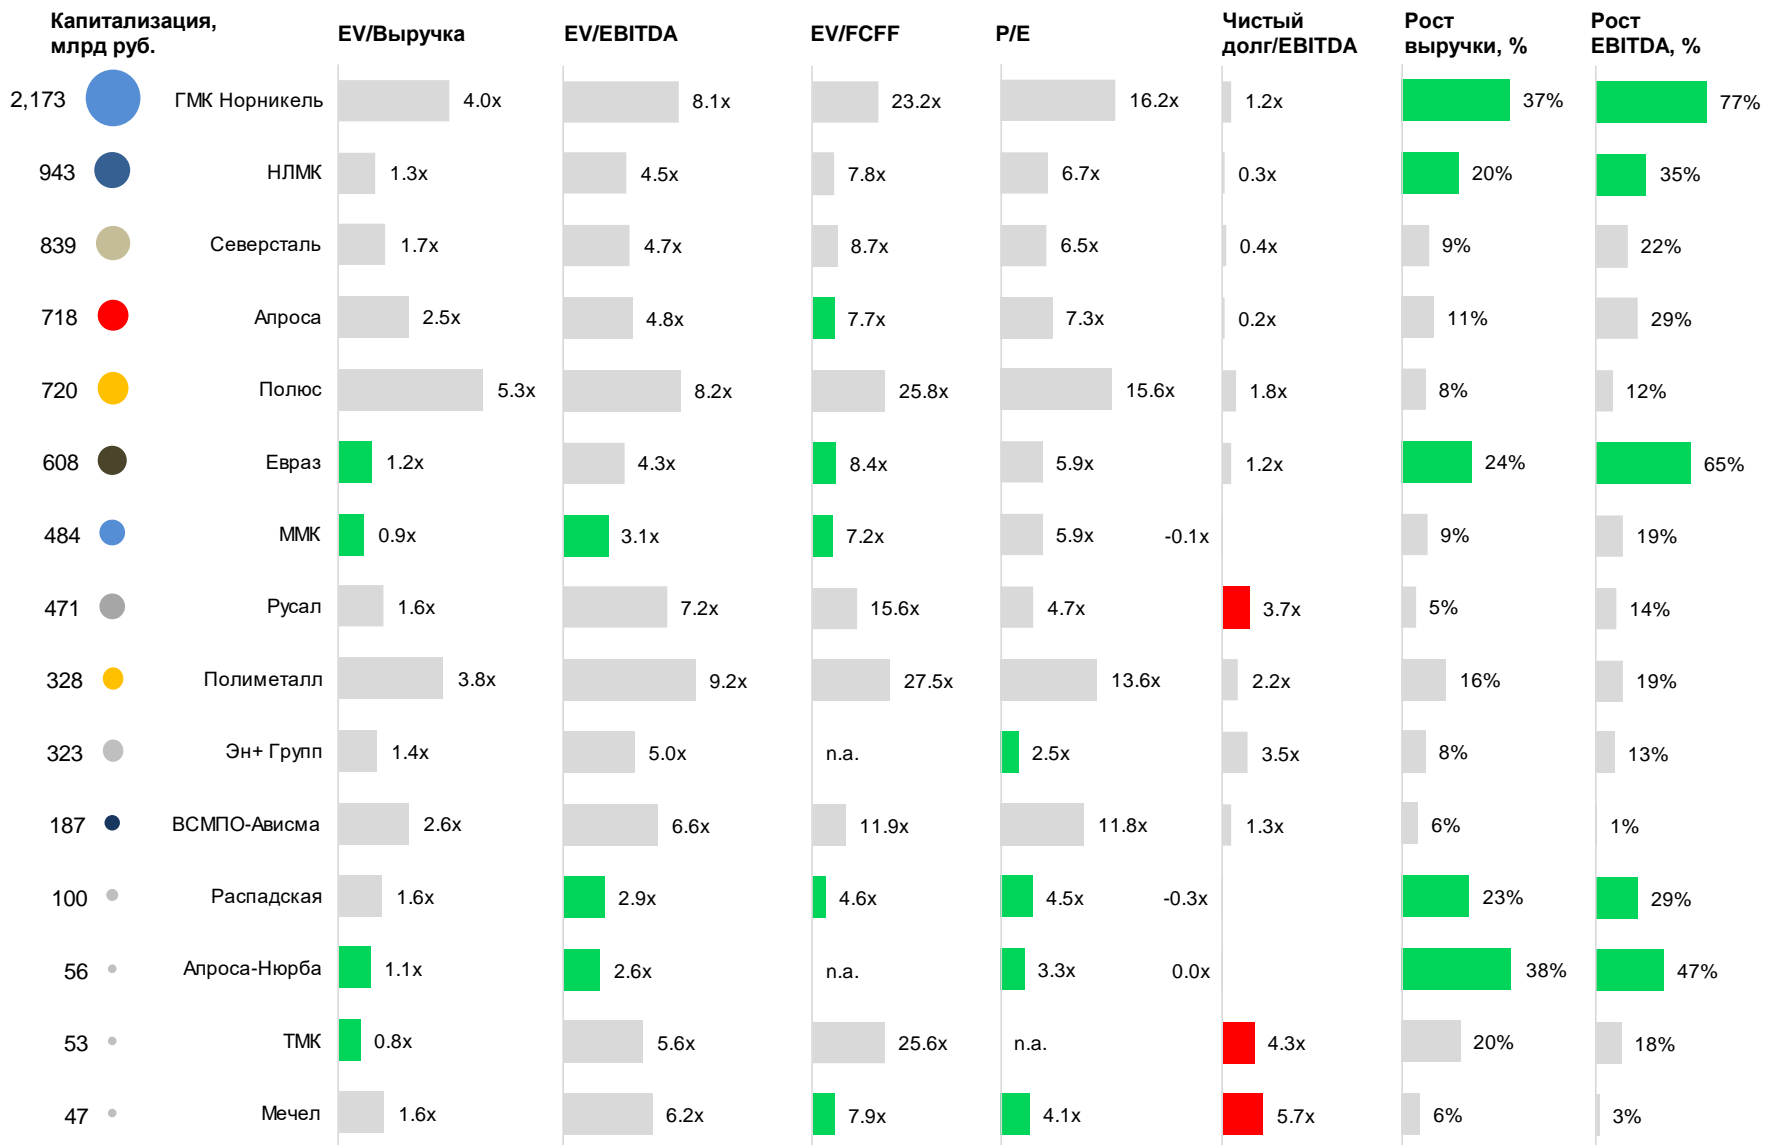 Капитализация, млрд руб. EV/Выручка EV/EBITDA EV/FCFF P/E Чистый долг/EBITDA Рост выручки, % Рост EBITDA, %
2,173 ГМК Норникель 4.0x 8.1x 23.2x 16.2x 1.2x 37% 77%
943 НЛМК 1.3x 4.5x 7.8x 6.7x 0.3x 20% 35%
839 Северсталь 1.7x 4.7x 8.7x 6.5x 0.4x 9% 22%
718 Алроса 2.5x 4.8x 7.7x 7.3x 0.2x 11% 29%
720 Полюс 5.3x 8.2x 25.8x 15.6x 1.8x 8% 12%
608 Евраз 1.2x 4.3x 8.4x 5.9x 1.2x 24% 65%
484 ММК 0.9x 3.1x 7.2x 5.9x -0.1x 9% 19%
471 Русал 1.6x 7.2x 15.6x 4.7x 3.7x 5% 14%
328 Полиметалл 3.8x 9.2x 27.5x 13.6x 2.2x 16% 19%
323 Эн+ Групп 1.4x 5.0x n.a. 2.5x 3.5x 8% 13%
187 ВСМПО-Ависма 2.6x 6.6x 11.9x 11.8x 1.3x 6% 1%
100 Распадская 1.6x 2.9x 4.6x 4.5x -0.3x 23% 29%
56 Алроса-Нюрба 1.1x 2.6x n.a. 3.3x 0.0x 38% 47%
53 ТМК 0.8x 5.6x 25.6x n.a. 4.3x 20% 18%
47 Мечел 1.6x 6.2x 7.9x 4.1x 5.7x 6% 3%